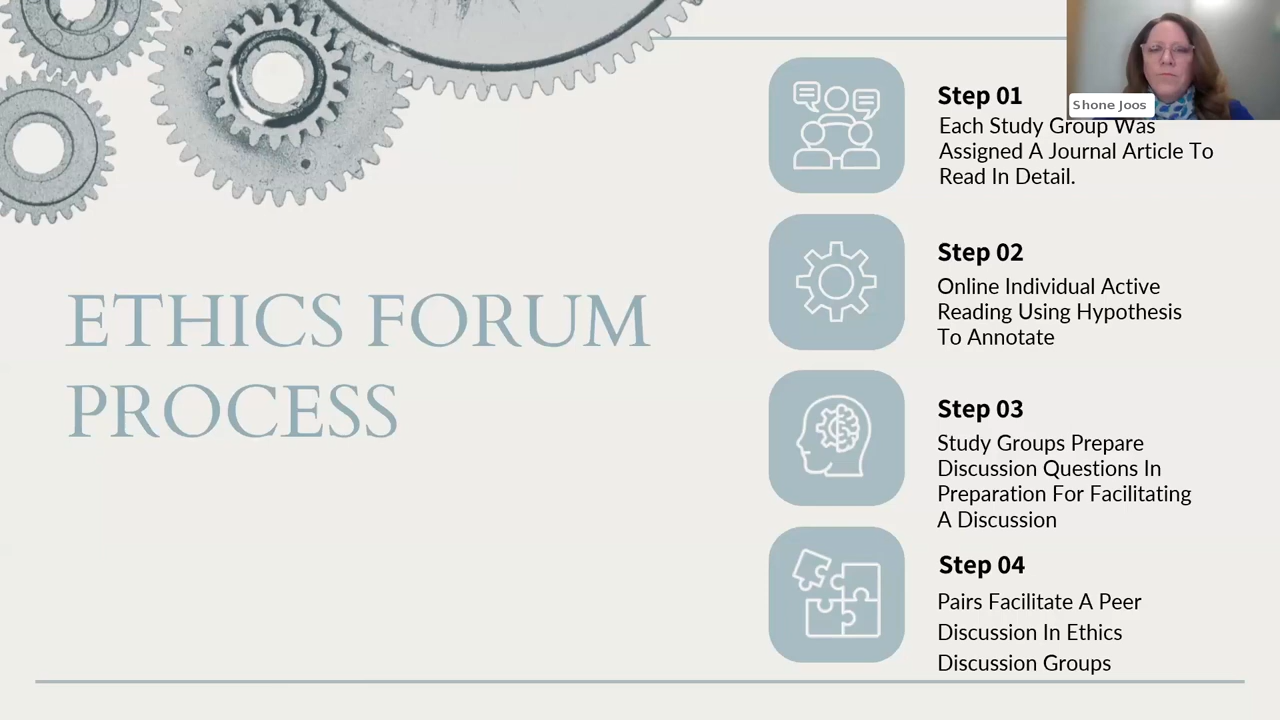 ETHICS FORUM
PROCESS
Step 01
Each Study Group Was
Assigned A Journal Article To
Read In Detail.
Step 02
Online Individual Active
Reading Using Hypothesis
To Annotate
Step 03
Study Groups Prepare
Discussion Questions In
Preparation For Facilitating
A Discussion
Step 04
Pairs Facilitate A Peer
Discussion In Ethics
Discussion Groups
Shone Joos